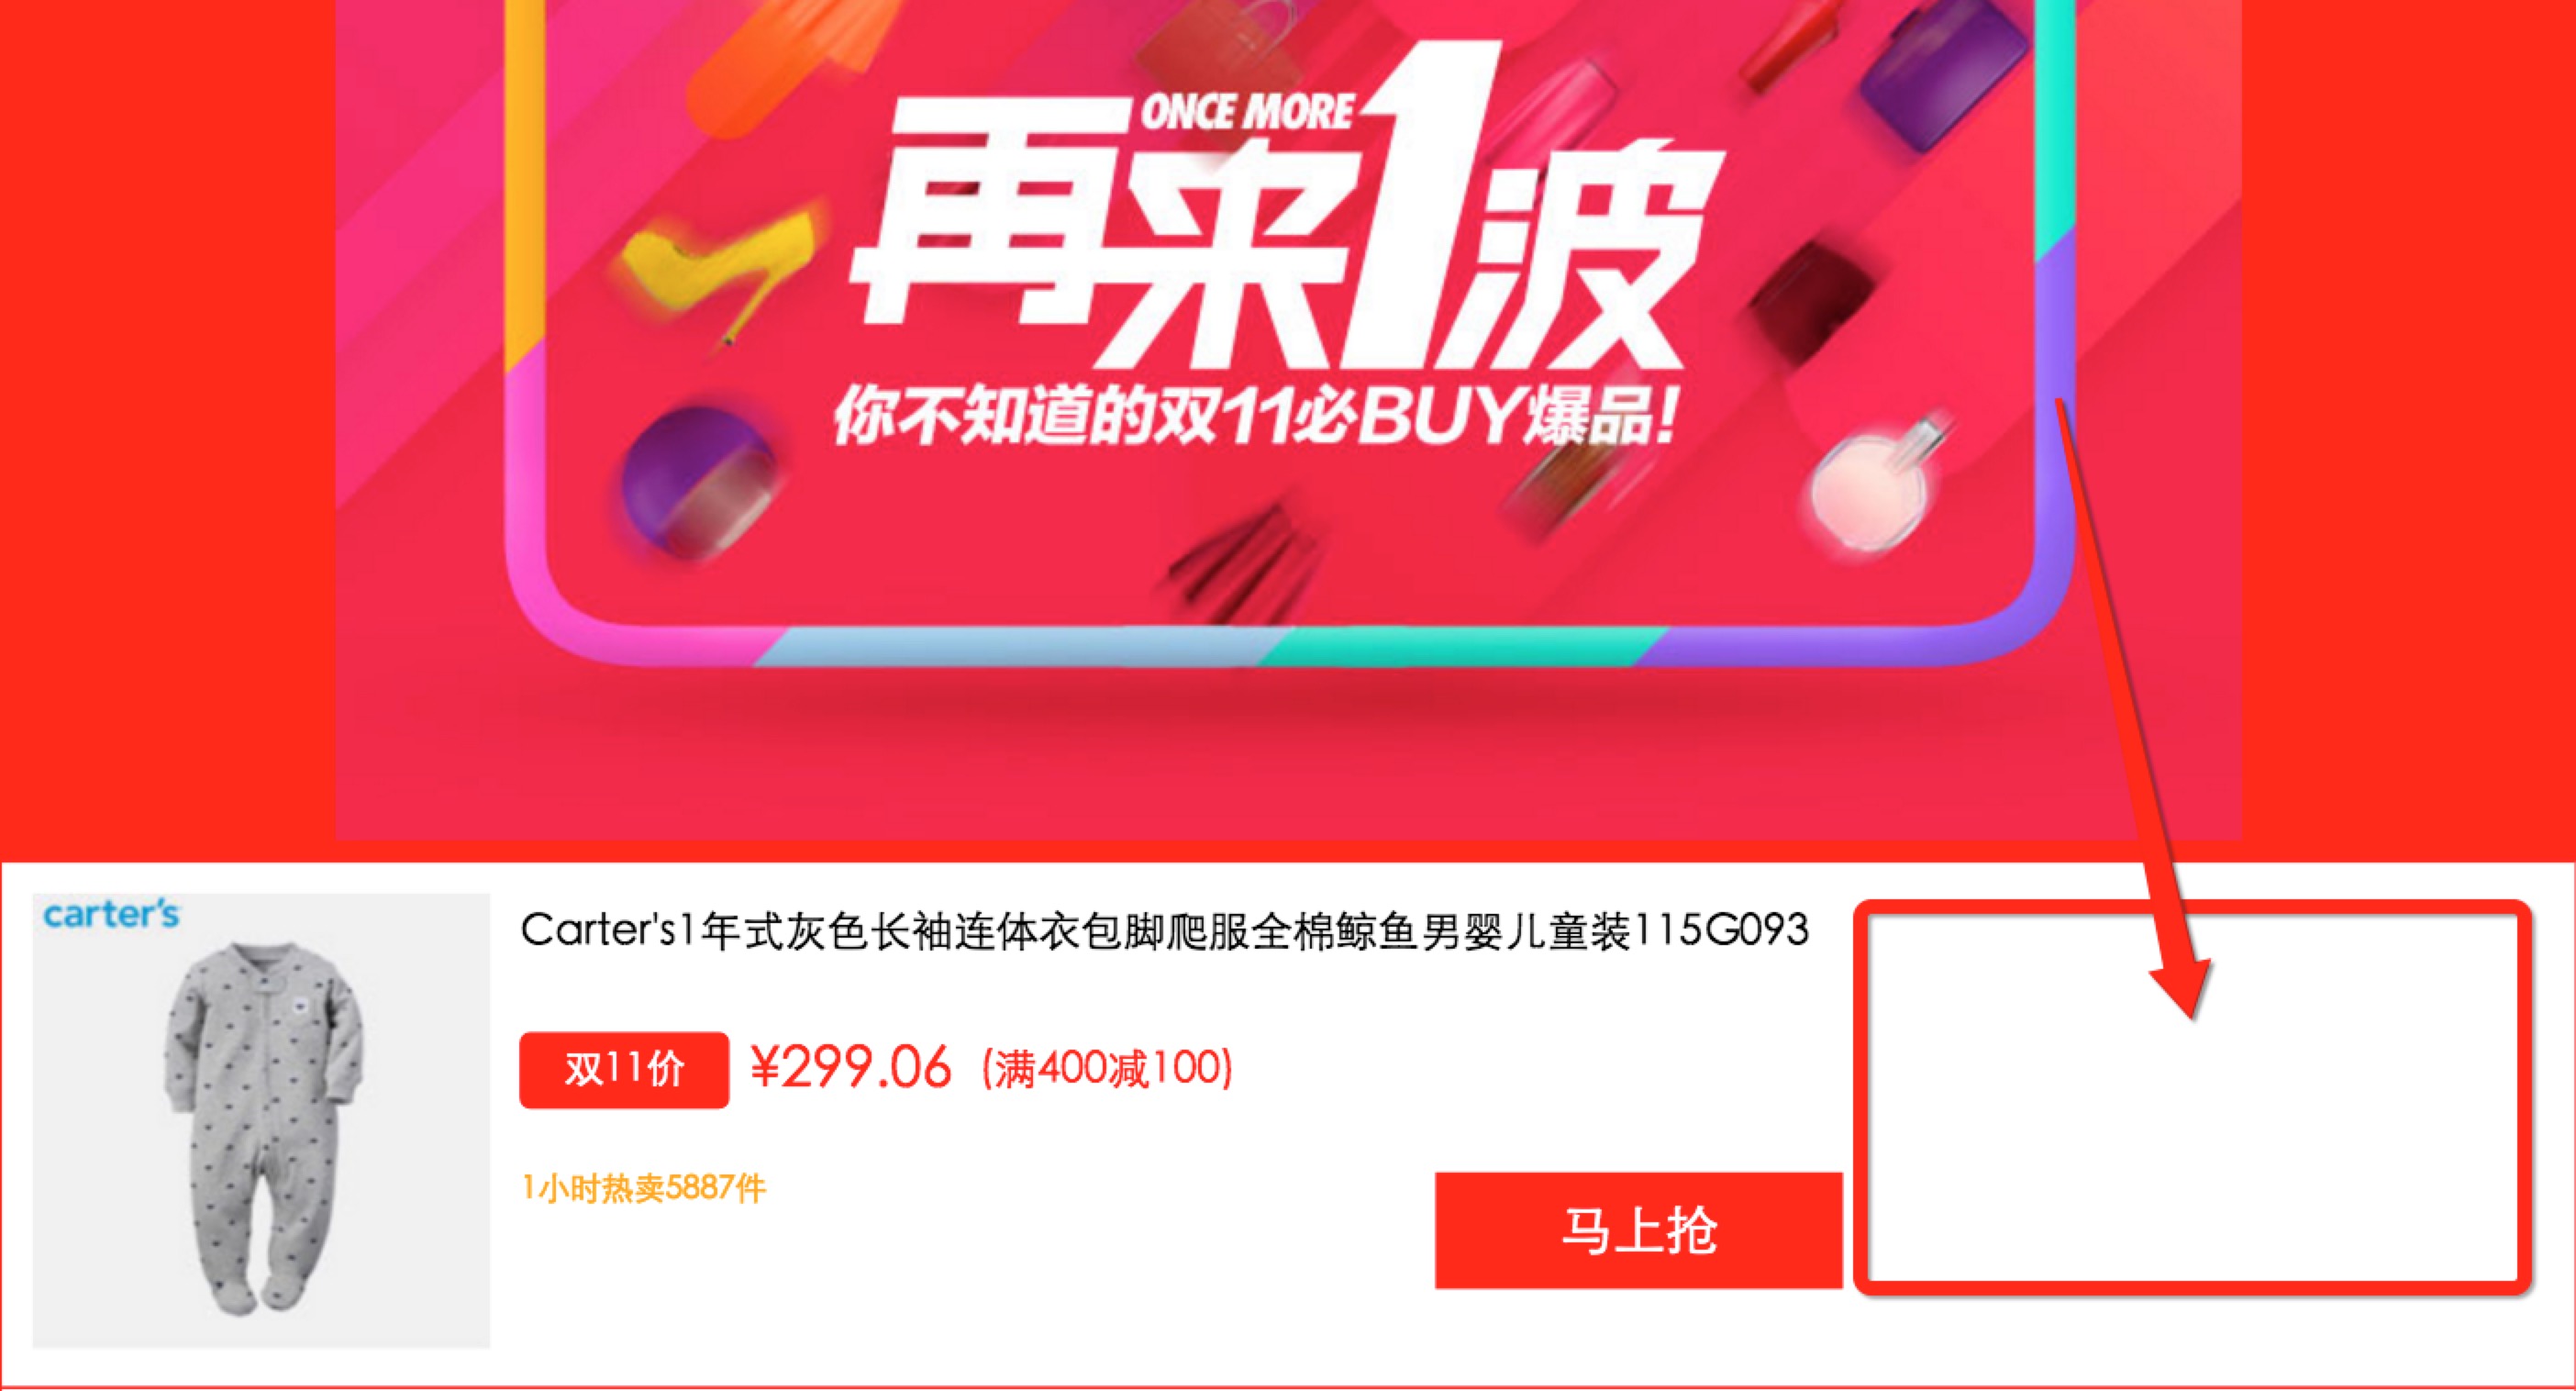 ONCE MORE
再来1波
你不知道的双11必BUY爆品!
carter's
Carter's1年式灰色长袖连体衣包脚爬服全棉鲸鱼男婴儿童装115G093
双11价 ¥299.06 (满400减100)
1小时热卖5887件
马上抢